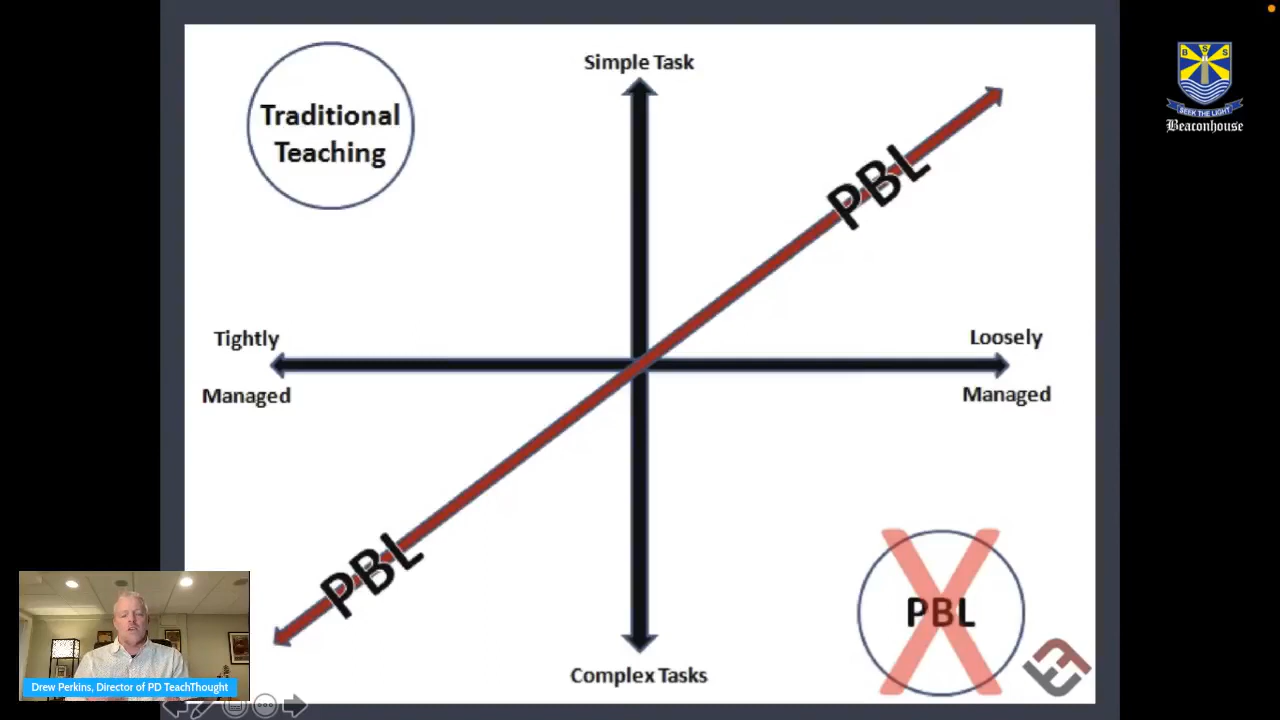 Simple Task
Traditional
Teaching
PBL
Tightly
Managed
Loosely
Managed
PBL
PBL
Complex Tasks
Drew Perkins, Director of PD TeachThought
B S S
SEEK THE LIGHT
Beaconhouse